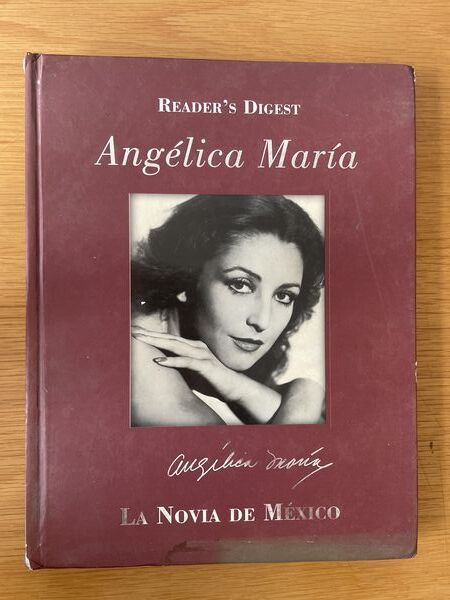 READER'S DIGEST
Angélica María
angélica maría
LA NOVIA DE MÉXICO